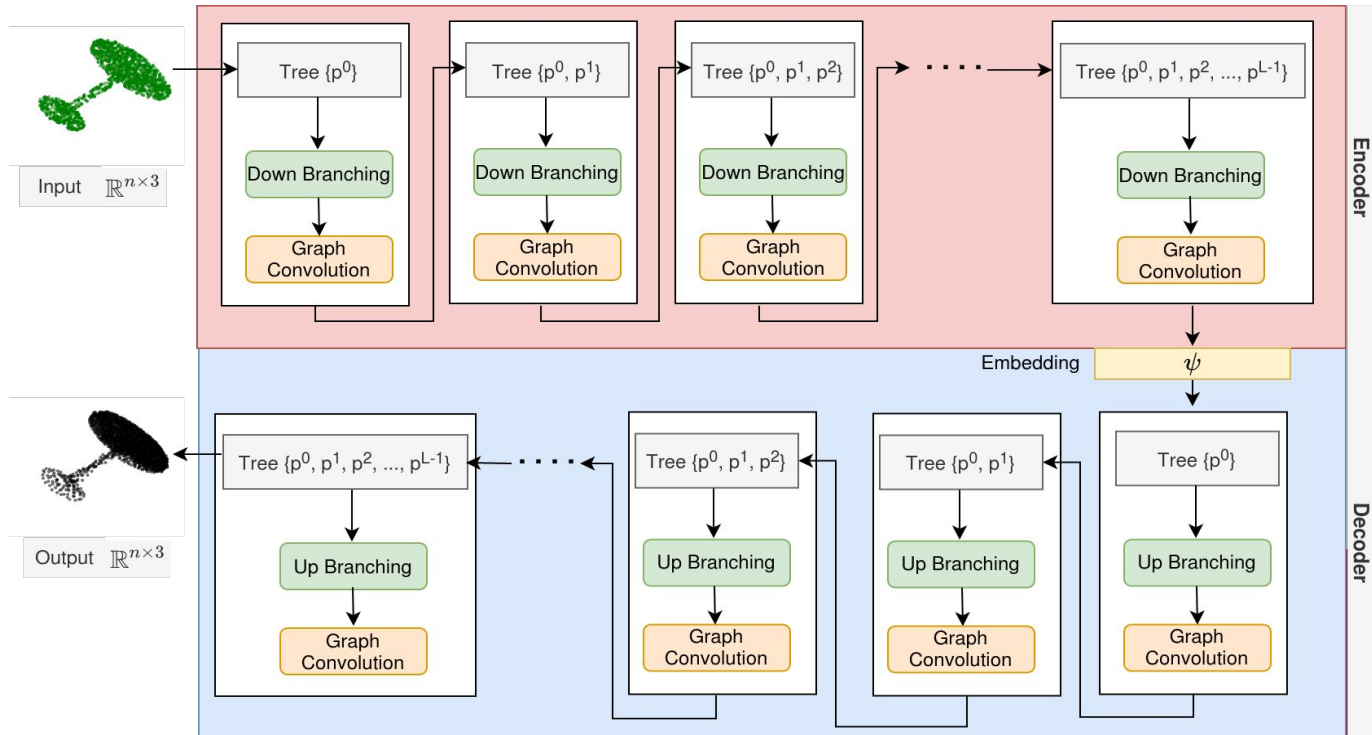 Tree {p⁰}
Down Branching
Graph
Convolution
Tree {p⁰, p¹}
Down Branching
Graph
Convolution
Tree {p⁰, p¹, p²}
Down Branching
Graph
Convolution
. . . .
Tree {p⁰, p¹, p², ..., pᴸ⁻¹}
Down Branching
Graph
Convolution
Input ℝⁿˣ³
Encoder
Embedding
ψ
Tree {p⁰}
Up Branching
Graph
Convolution
Tree {p⁰, p¹}
Up Branching
Graph
Convolution
Tree {p⁰, p¹, p²}
Up Branching
Graph
Convolution
. . . .
Tree {p⁰, p¹, p², ..., pᴸ⁻¹}
Up Branching
Graph
Convolution
Output ℝⁿˣ³
Decoder